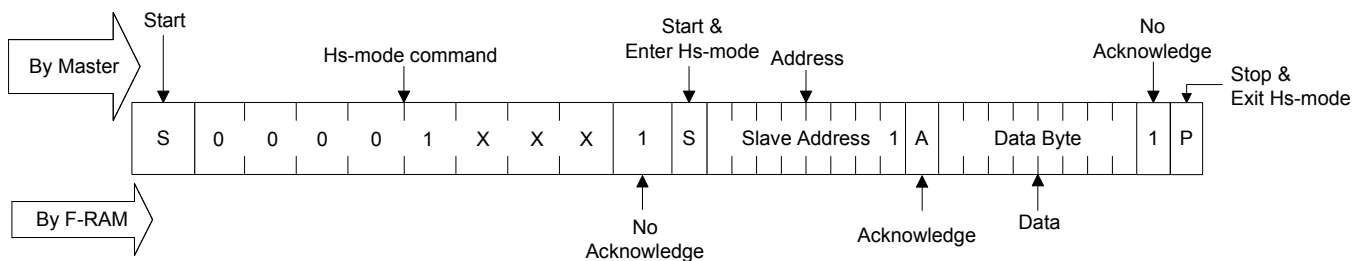 Start
By Master
Hs-mode command
Start &
Enter Hs-mode
Address
No
Acknowledge
Stop &
Exit Hs-mode
S 0 0 0 0 1 X X X 1 S Slave Address 1 A Data Byte 1 P
By F-RAM
No
Acknowledge
Acknowledge
Data